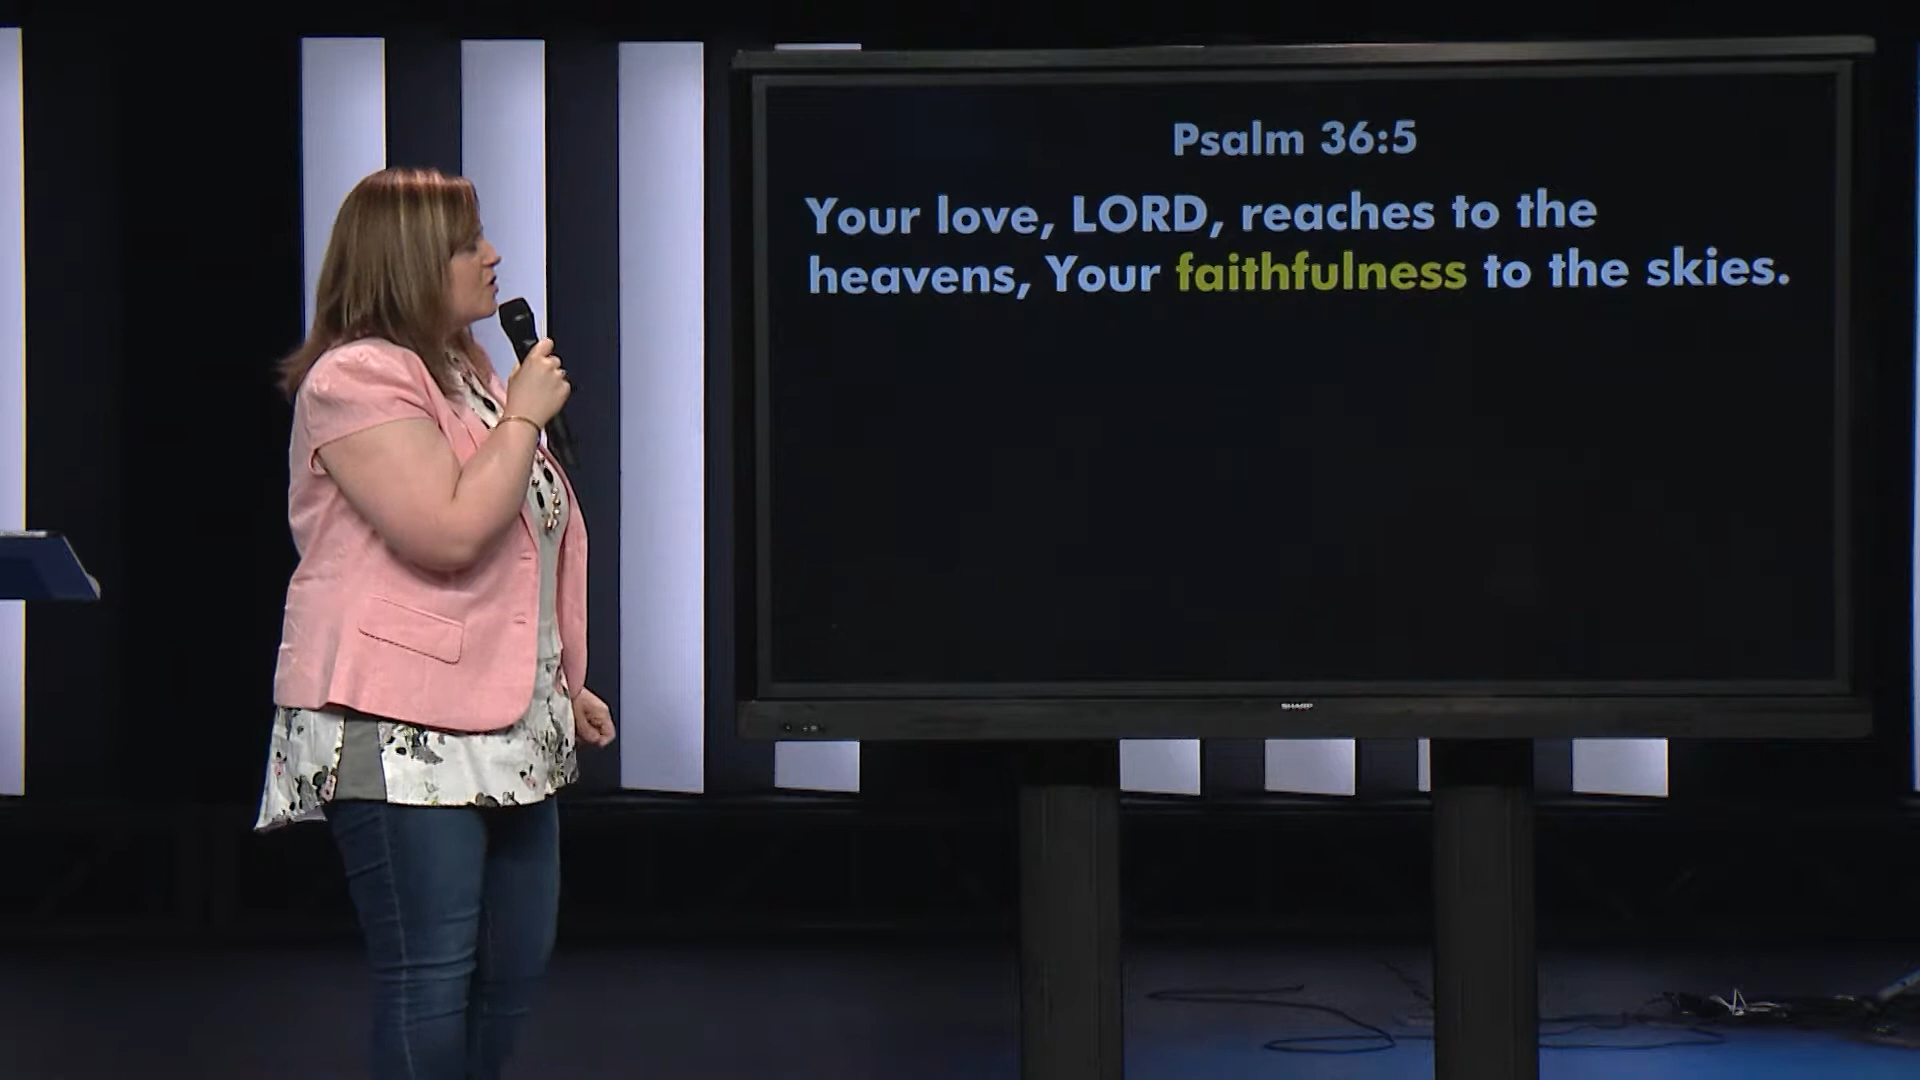 Psalm 36:5
Your love, LORD, reaches to the
heavens, Your faithfulness to the skies.
SHARP